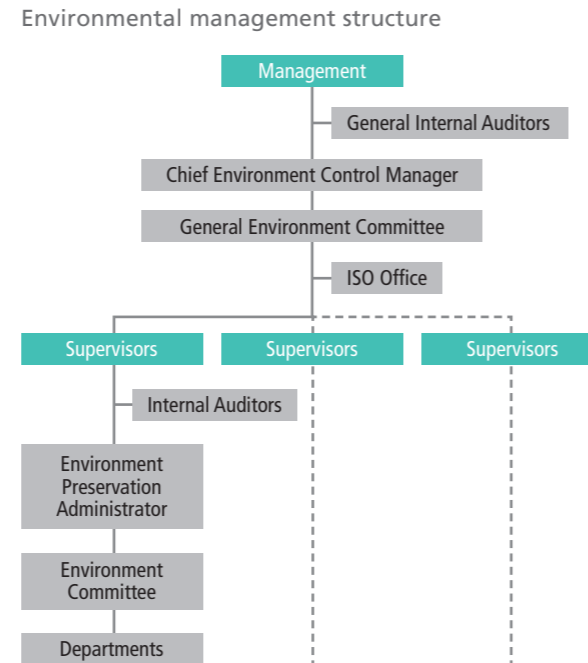 Environmental management structure
Management
General Internal Auditors
Chief Environment Control Manager
General Environment Committee
ISO Office
Supervisors
Supervisors
Supervisors
Internal Auditors
Environment
Preservation
Administrator
Environment
Committee
Departments